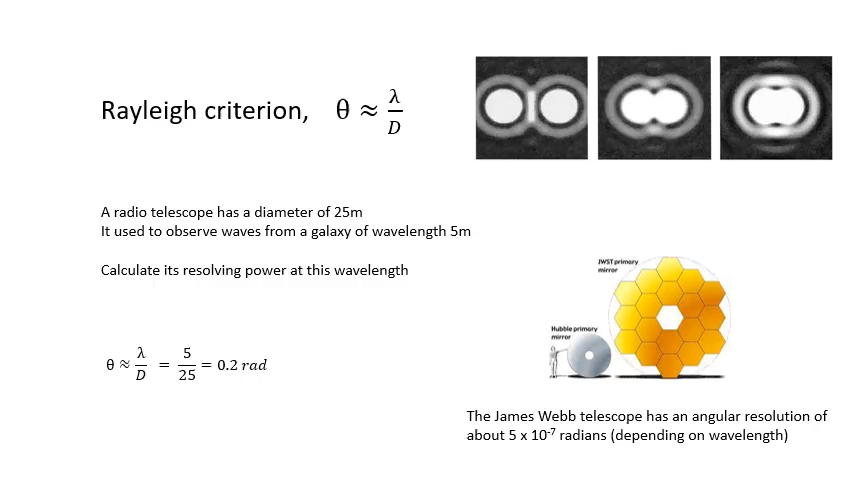 Rayleigh criterion, θ ≈ λ/D
A radio telescope has a diameter of 25m
It used to observe waves from a galaxy of wavelength 5m
Calculate its resolving power at this wavelength
θ ≈ λ/D = 5/25 = 0.2 rad
JWST primary
mirror
Hubble primary
mirror
The James Webb telescope has an angular resolution of
about 5 x 10⁻⁷ radians (depending on wavelength)